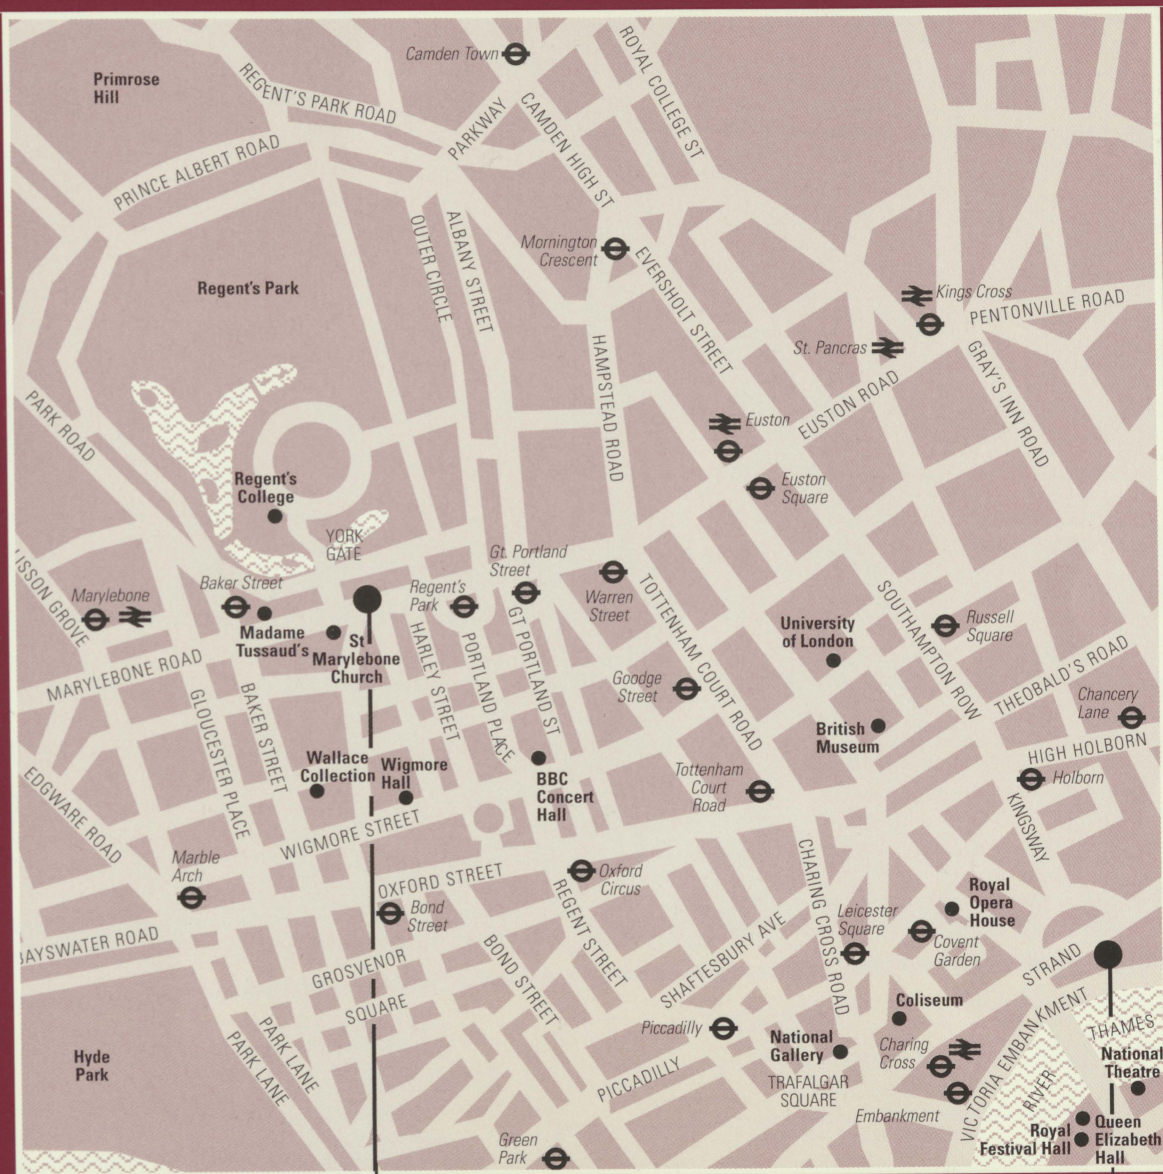 Camden Town
ROYAL COLLEGE ST
Primrose
Hill
REGENT'S PARK ROAD
PARKWAY
CAMDEN HIGH ST
PRINCE ALBERT ROAD
OUTER CIRCLE
ALBANY STREET
Mornington
Crescent
EVERSHOLT STREET
Regent's Park
Kings Cross
PENTONVILLE ROAD
St. Pancras
HAMPSTEAD ROAD
GRAY'S INN ROAD
EUSTON ROAD
PARK ROAD
Euston
Euston
Square
Regent's
College
YORK
GATE
Gt. Portland
Street
LISSON GROVE
Marylebone
Baker Street
Regent's
Park
Warren
Street
TOTTENHAM COURT ROAD
SOUTHAMPTON ROW
Russell
Square
Madame
Tussaud's
St
Marylebone
Church
HARLEY STREET
PORTLAND PLACE
GT PORTLAND ST
University
of London
MARYLEBONE ROAD
GLOUCESTER PLACE
BAKER STREET
Goodge
Street
THEOBALD'S ROAD
Chancery
Lane
British
Museum
HIGH HOLBORN
Wallace
Collection
Wigmore
Hall
BBC
Concert
Hall
Tottenham
Court
Road
Holborn
KINGSWAY
EDGWARE ROAD
WIGMORE STREET
Marble
Arch
OXFORD STREET
Oxford
Circus
CHARING CROSS ROAD
Royal
Opera
House
Bond
Street
REGENT STREET
Leicester
Square
Covent
Garden
BAYSWATER ROAD
GROSVENOR
SQUARE
BOND STREET
SHAFTESBURY AVE
STRAND
Coliseum
PARK LANE
PARK LANE
Piccadilly
National
Gallery
Charing
Cross
VICTORIA EMBANKMENT
THAMES
Hyde
Park
PICCADILLY
TRAFALGAR
SQUARE
National
Theatre
RIVER
Embankment
Green
Park
Royal
Festival Hall
Queen
Elizabeth
Hall